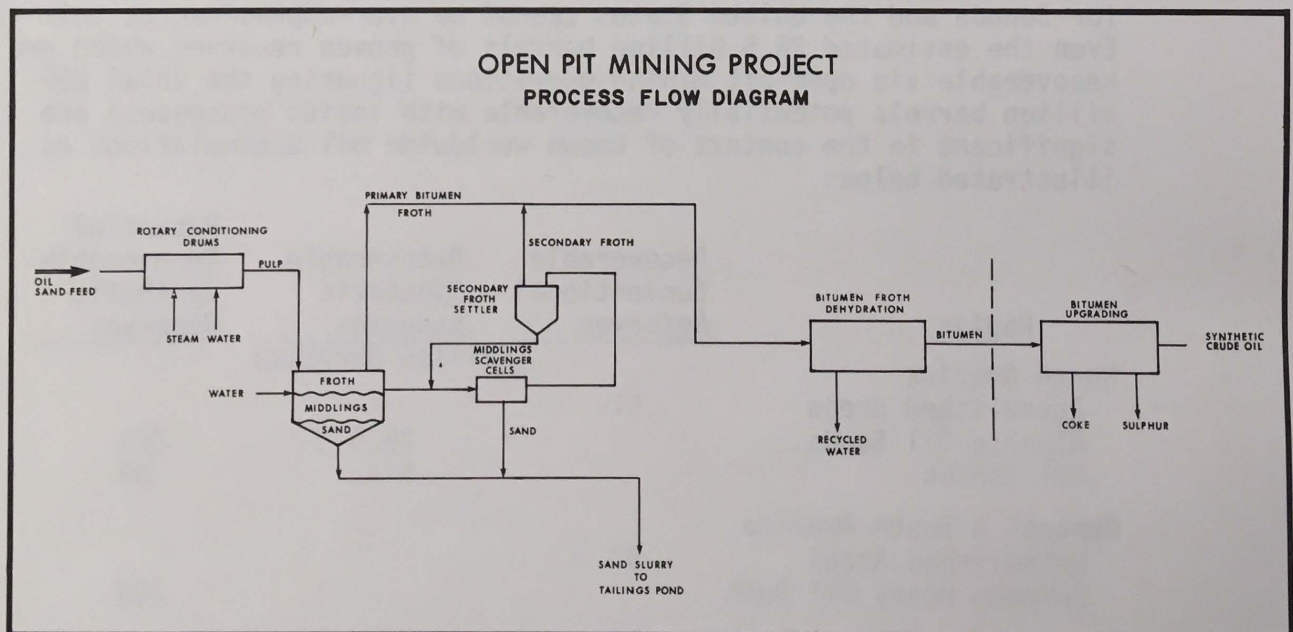 OPEN PIT MINING PROJECT
PROCESS FLOW DIAGRAM
PRIMARY BITUMEN
FROTH
ROTARY CONDITIONING
DRUMS
OIL
SAND FEED
PULP
STEAM WATER
SECONDARY FROTH
SECONDARY
FROTH
SETTLER
MIDDLINGS
SCAVENGER
CELLS
WATER
FROTH
MIDDLINGS
SAND
SAND
SAND SLURRY
TO
TAILINGS POND
BITUMEN FROTH
DEHYDRATION
RECYCLED
WATER
BITUMEN
BITUMEN
UPGRADING
SYNTHETIC
CRUDE OIL
COKE
SULPHUR